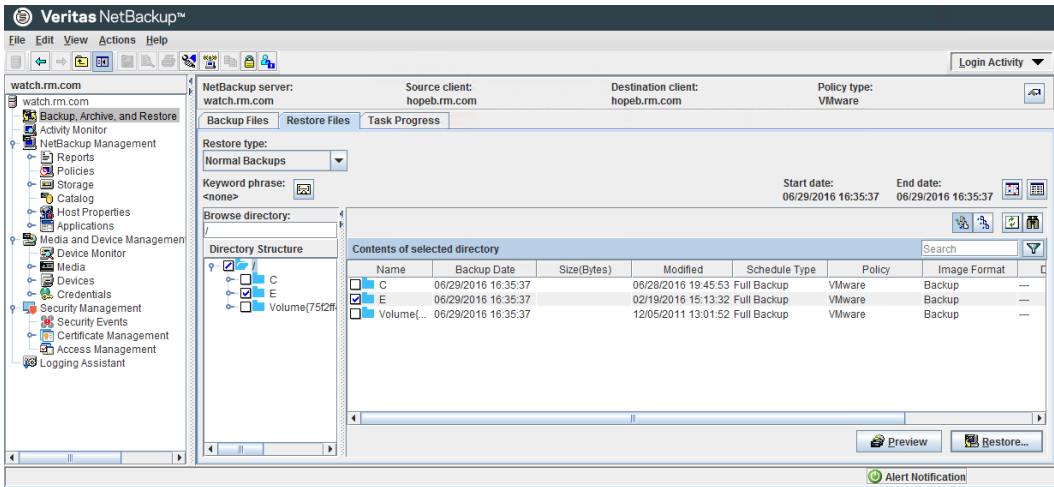 Veritas NetBackup™
File Edit View Actions Help
Login Activity
watch.rm.com
watch.rm.com
Backup, Archive, and Restore
Activity Monitor
NetBackup Management
Reports
Policies
Storage
Catalog
Host Properties
Applications
Media and Device Management
Device Monitor
Media
Devices
Credentials
Security Management
Security Events
Certificate Management
Access Management
Logging Assistant
NetBackup server: Source client: Destination client: Policy type:
watch.rm.com hopeb.rm.com hopeb.rm.com VMware
Backup Files Restore Files Task Progress
Restore type:
Normal Backups
Keyword phrase:
<none>
Start date: End date:
06/29/2016 16:35:37 06/29/2016 16:35:37
Browse directory:
/
Directory Structure
/
C
E
Volume{75f2ff
Contents of selected directory Search
Name Backup Date Size(Bytes) Modified Schedule Type Policy Image Format D
C 06/29/2016 16:35:37 06/28/2016 19:45:53 Full Backup VMware Backup ---
E 06/29/2016 16:35:37 02/19/2016 15:13:32 Full Backup VMware Backup ---
Volume{... 06/29/2016 16:35:37 12/05/2011 13:01:52 Full Backup VMware Backup ---
Preview Restore...
Alert Notification